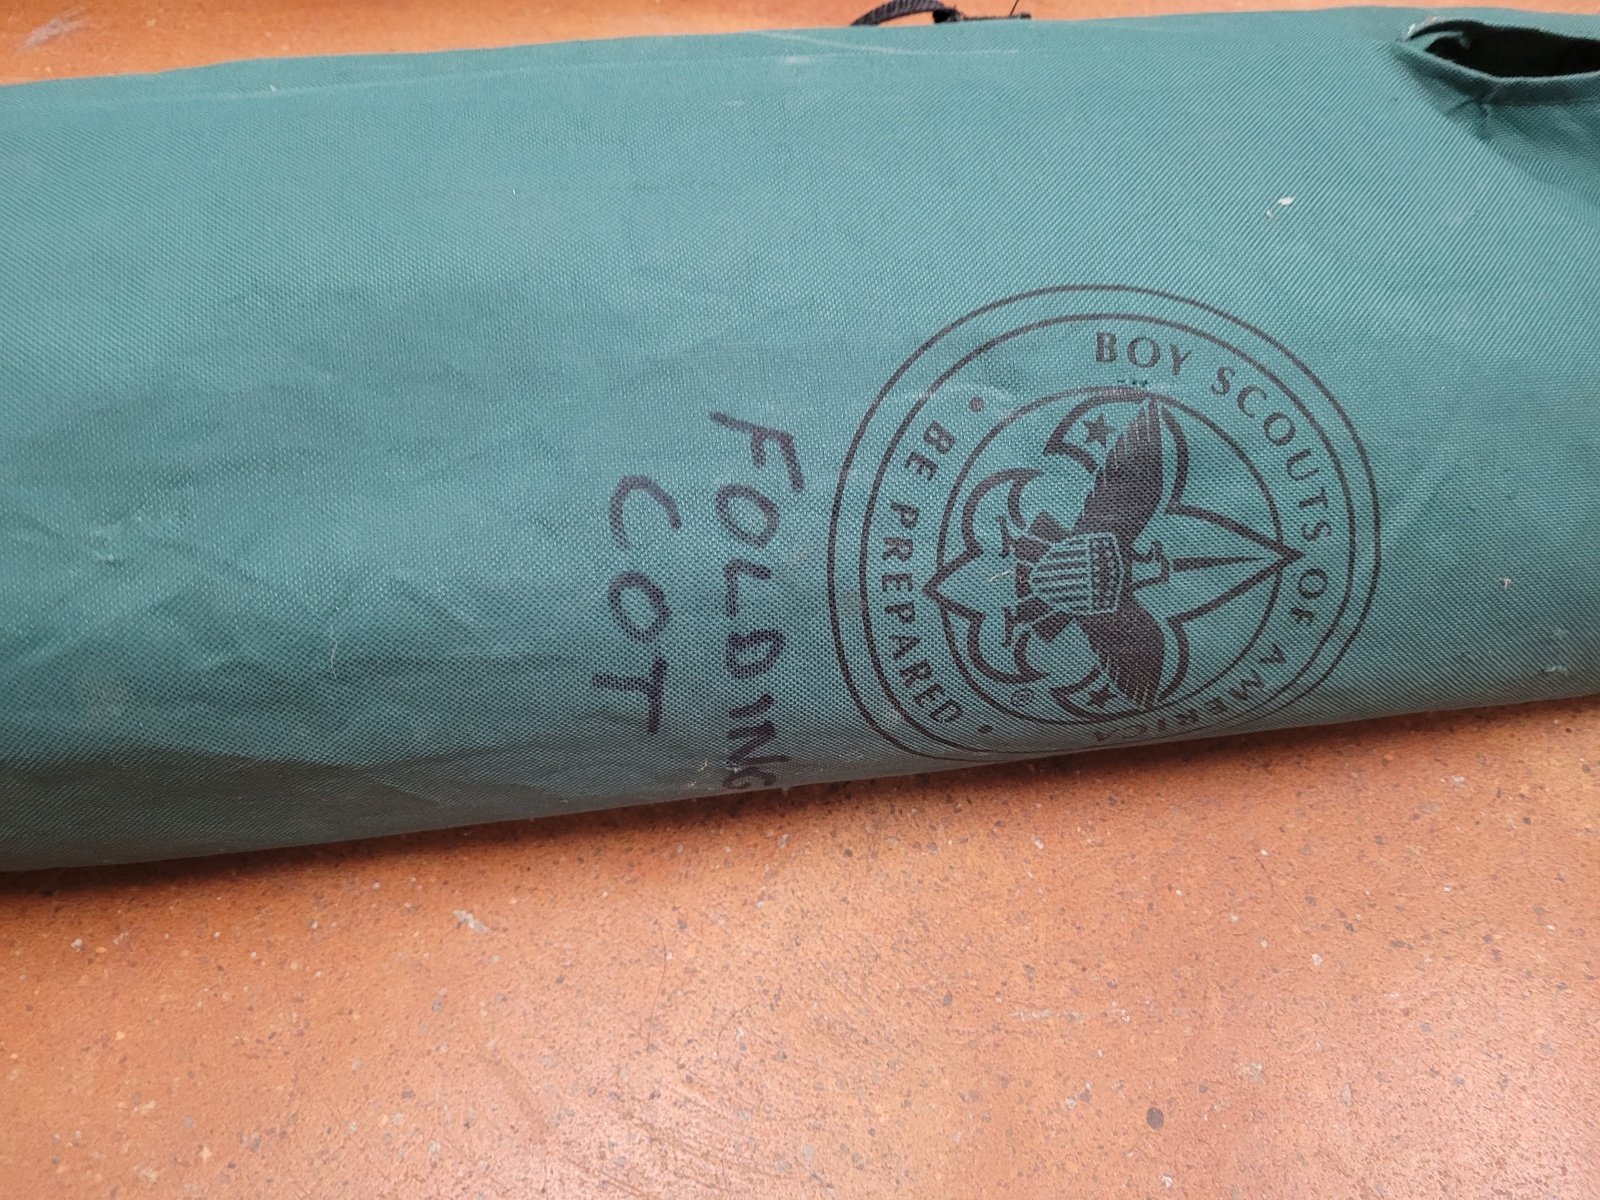 BOY SCOUTS OF AMERICA
• BE PREPARED •
FOLDING
COT